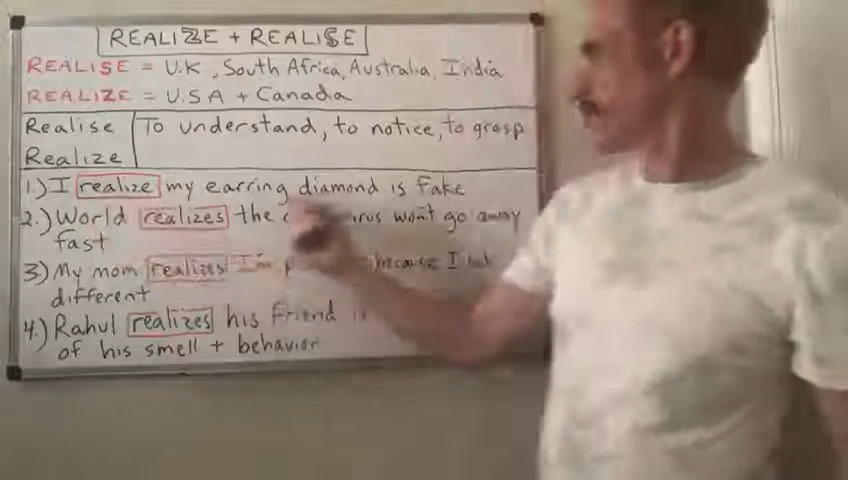 REALIZE + REALISE
REALISE = U.K, South Africa, Australia, India
REALIZE = U.S.A + Canada
Realise To understand, to notice, to grasp
Realize
1.) I realize my earring diamond is fake
2.) World realizes the won't go away
fast
3) My mom realizes I'm because I
different
4.) Rahul realizes his friend
of his smell + behavior